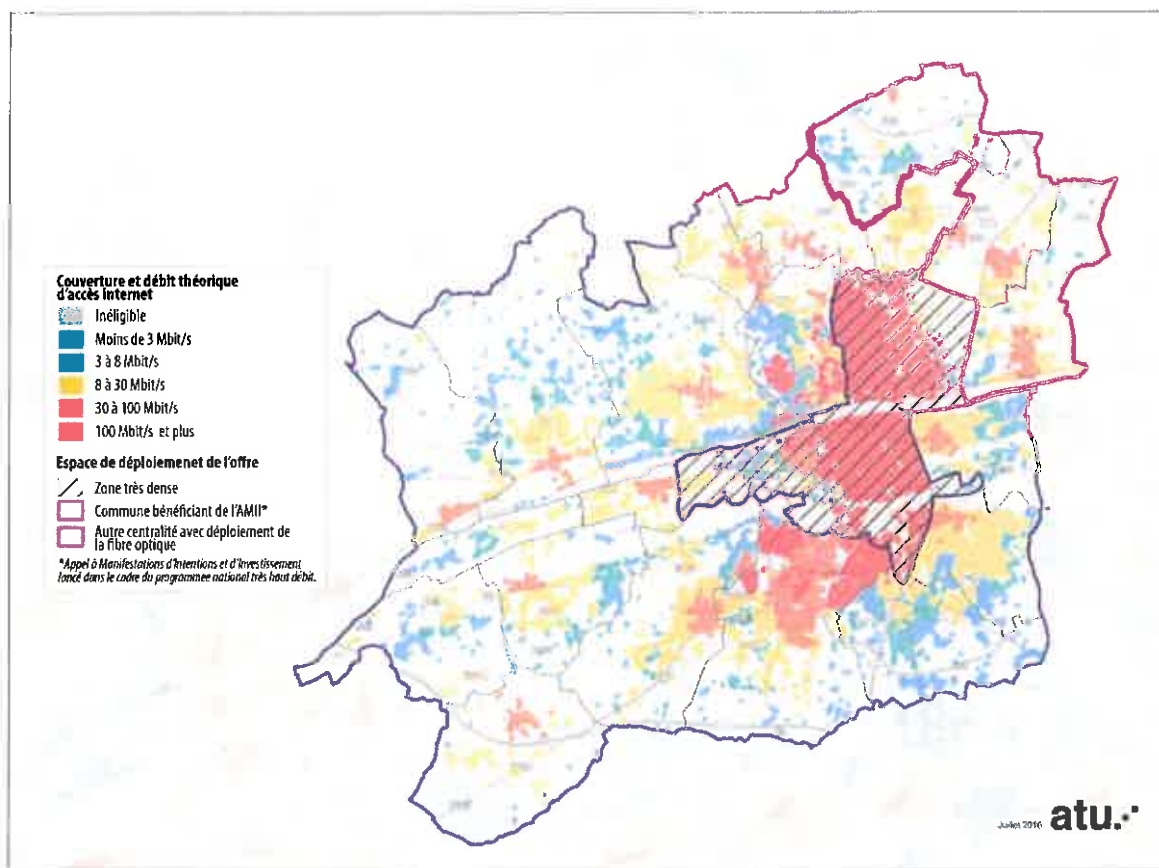 Couverture et débit théorique
d'accès internet
Inéligible
Moins de 3 Mbit/s
3 à 8 Mbit/s
8 à 30 Mbit/s
30 à 100 Mbit/s
100 Mbit/s et plus
Espace de déploiemenet de l'offre
Zone très dense
Commune bénéficiant de l'AMII*
Autre centralité avec déploiement de
la fibre optique
*Appel à Manifestations d'Intentions et d'Investissement
lancé dans le cadre du programmee national très haut débit.
Juillet 2016 atu.